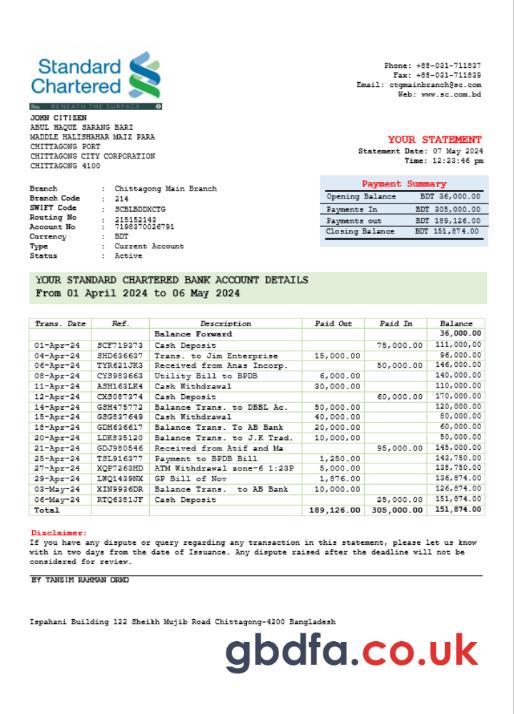 Standard
Chartered
BENEATH THE SURFACE
Phone: +88-031-711837
Fax: +88-031-711839
Email: ctgmainbranch@sc.com
Web: www.sc.com.bd
JOHN CITIZEN
ABUL HAQUE SARANG BARI
MADDLE HALISHAHAR MAIZ PARA
CHITTAGONG PORT
CHITTAGONG CITY CORPORATION
CHITTAGONG 4100
YOUR STATEMENT
Statement Date: 07 May 2024
Time: 12:23:46 pm
Branch : Chittagong Main Branch
Branch Code : 214
SWIFT Code : SCBLBDDXCTG
Routing No : 215152143
Account No : 7198370026791
Currency : BDT
Type : Current Account
Status : Active
Payment Summary
Opening Balance BDT 36,000.00
Payments In BDT 305,000.00
Payments out BDT 189,126.00
Closing Balance BDT 151,874.00
YOUR STANDARD CHARTERED BANK ACCOUNT DETAILS
From 01 April 2024 to 06 May 2024
Trans. Date Ref. Description Paid Out Paid In Balance
Balance Forward 36,000.00
01-Apr-24 SCF719373 Cash Deposit 75,000.00 111,000,00
04-Apr-24 SHD636637 Trans. to Jim Enterprise 15,000.00 96,000.00
06-Apr-24 TYR621JK3 Received from Anas Incorp. 50,000.00 146,000.00
08-Apr-24 CYS983663 Utility Bill to BPDB 6,000.00 140,000.00
11-Apr-24 ASH163LK4 Cash Withdrawal 30,000.00 110,000.00
12-Apr-24 CXS087374 Cash Deposit 60,000.00 170,000.00
14-Apr-24 GSH475772 Balance Trans. to DBBL Ac. 50,000.00 120,000.00
15-Apr-24 GSG837649 Cash Withdrawal 40,000.00 80,000.00
18-Apr-24 GDH636617 Balance Trans. To AB Bank 20,000.00 60,000.00
20-Apr-24 LDK835120 Balance Trans. to J.K Trad. 10,000,00 50,000.00
21-Apr-24 GDJ980546 Received from Atif and Ma 95,000.00 145,000.00
25-Apr-24 TSL916377 Payment to BPDB Bill 1,250.00 143,750.00
27-Apr-24 XQP7263HD ATM Withdrawal zone-6 1:23P 5,000.00 138,750.00
29-Apr-24 LWQ1439NX GP Bill of Nov 1,876.00 136,874.00
03-May-24 XIN9936DR Balance Trans. to AB Bank 10,000.00 126,874.00
06-May-24 RTQ6381JF Cash Deposit 25,000.00 151,874.00
Total 189,126.00 305,000.00 151,874.00
Disclaimer:
If you have any dispute or query regarding any transaction in this statement, please let us know
with in two days from the date of Issuance. Any dispute raised after the deadline will not be
considered for review.
BY TANSIM RAHMAN ORKO
Ispahani Building 122 Sheikh Mujib Road Chittagong-4200 Bangladesh
gbdfa.co.uk